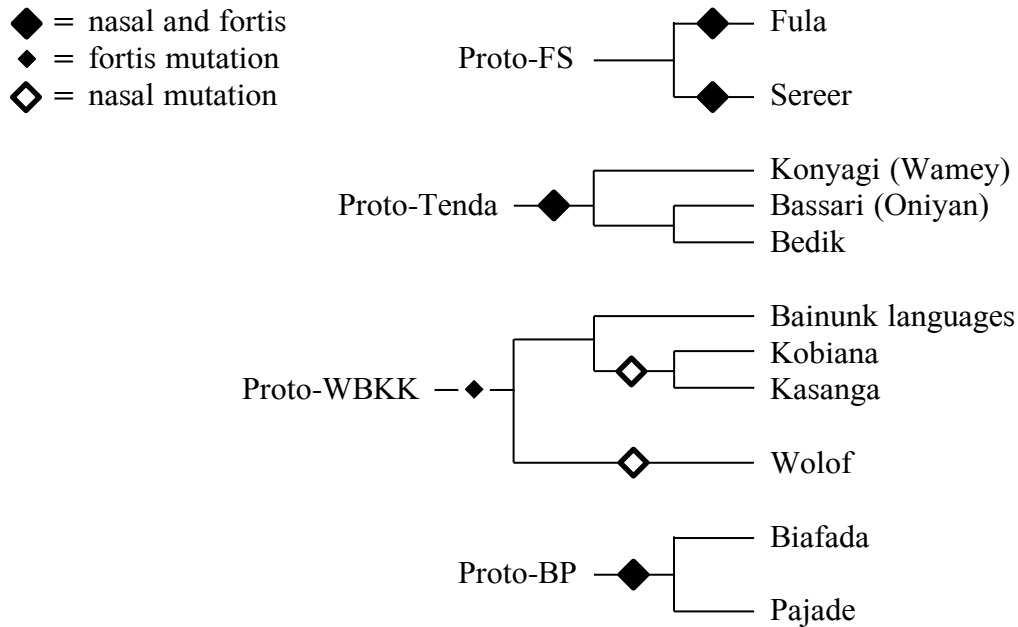 = nasal and fortis
= fortis mutation
= nasal mutation
Proto-FS
Fula
Sereer
Proto-Tenda
Konyagi (Wamey)
Bassari (Oniyan)
Bedik
Proto-WBKK
Bainunk languages
Kobiana
Kasanga
Wolof
Proto-BP
Biafada
Pajade